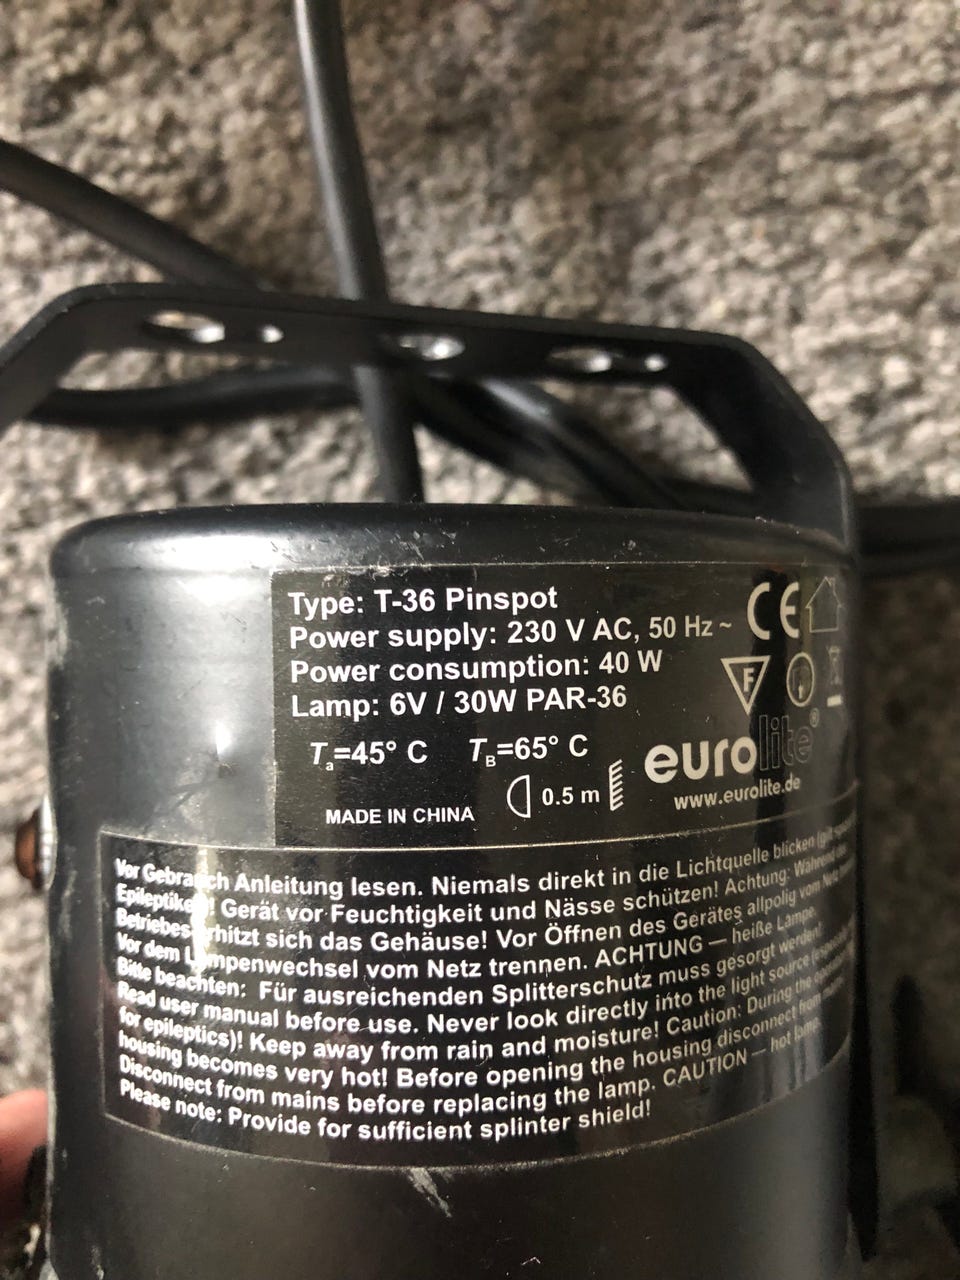 Type: T-36 Pinspot
Power supply: 230 V AC, 50 Hz ~
Power consumption: 40 W
Lamp: 6V / 30W PAR-36
CE
F
Ta=45° C TB=65° C
0.5 m
eurolite®
www.eurolite.de
MADE IN CHINA
Vor Gebrauch Anleitung lesen. Niemals direkt in die Lichtquelle blicken (gilt
Epileptiker)! Gerät vor Feuchtigkeit und Nässe schützen! Achtung: Während des
Betriebes erhitzt sich das Gehäuse! Vor Öffnen des Gerätes allpolig vom Netz
Vor dem Lampenwechsel vom Netz trennen. ACHTUNG – heiße Lampe.
Bitte beachten: Für ausreichenden Splitterschutz muss gesorgt werden!
Read user manual before use. Never look directly into the light source (especially
for epileptics)! Keep away from rain and moisture! Caution: During the operation
housing becomes very hot! Before opening the housing disconnect from mains
Disconnect from mains before replacing the lamp. CAUTION – hot lamp.
Please note: Provide for sufficient splinter shield!